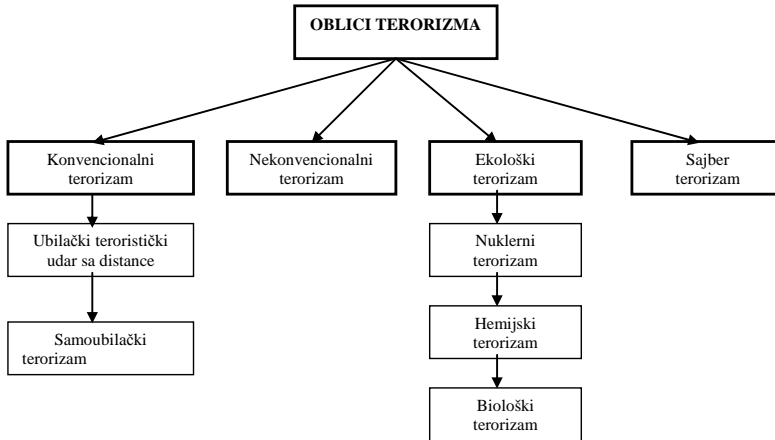 OBLICI TERORIZMA
Konvencionalni
terorizam
Nekonvencionalni
terorizam
Ekološki
terorizam
Sajber
terorizam
Ubilački teroristički
udar sa distance
Nuklerni
terorizam
Samoubilački
terorizam
Hemijski
terorizam
Biološki
terorizam